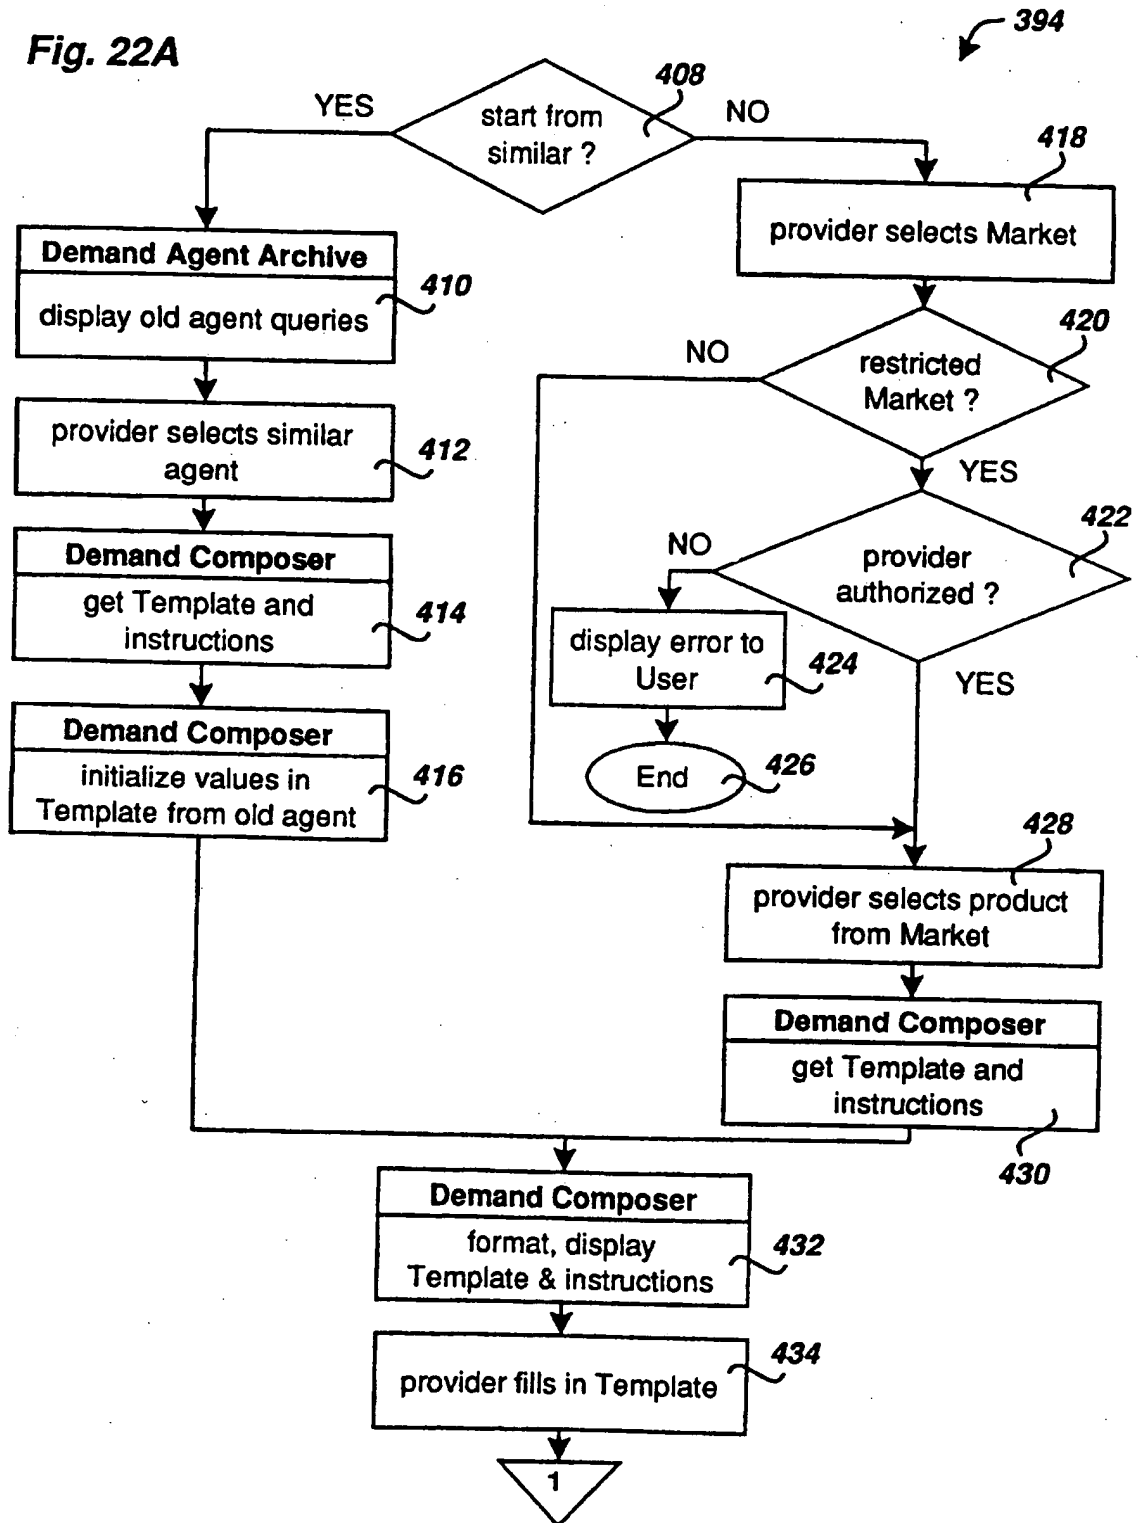 Fig. 22A
394
408
YES
start from
similar ?
NO
418
provider selects Market
Demand Agent Archive
410
display old agent queries
420
NO
restricted
Market ?
provider selects similar
agent
412
YES
422
NO
provider
authorized ?
Demand Composer
get Template and
instructions
414
display error to
User
424
YES
Demand Composer
initialize values in
Template from old agent
416
End
426
428
provider selects product
from Market
Demand Composer
get Template and
instructions
430
Demand Composer
format, display
Template & instructions
432
provider fills in Template
434
1